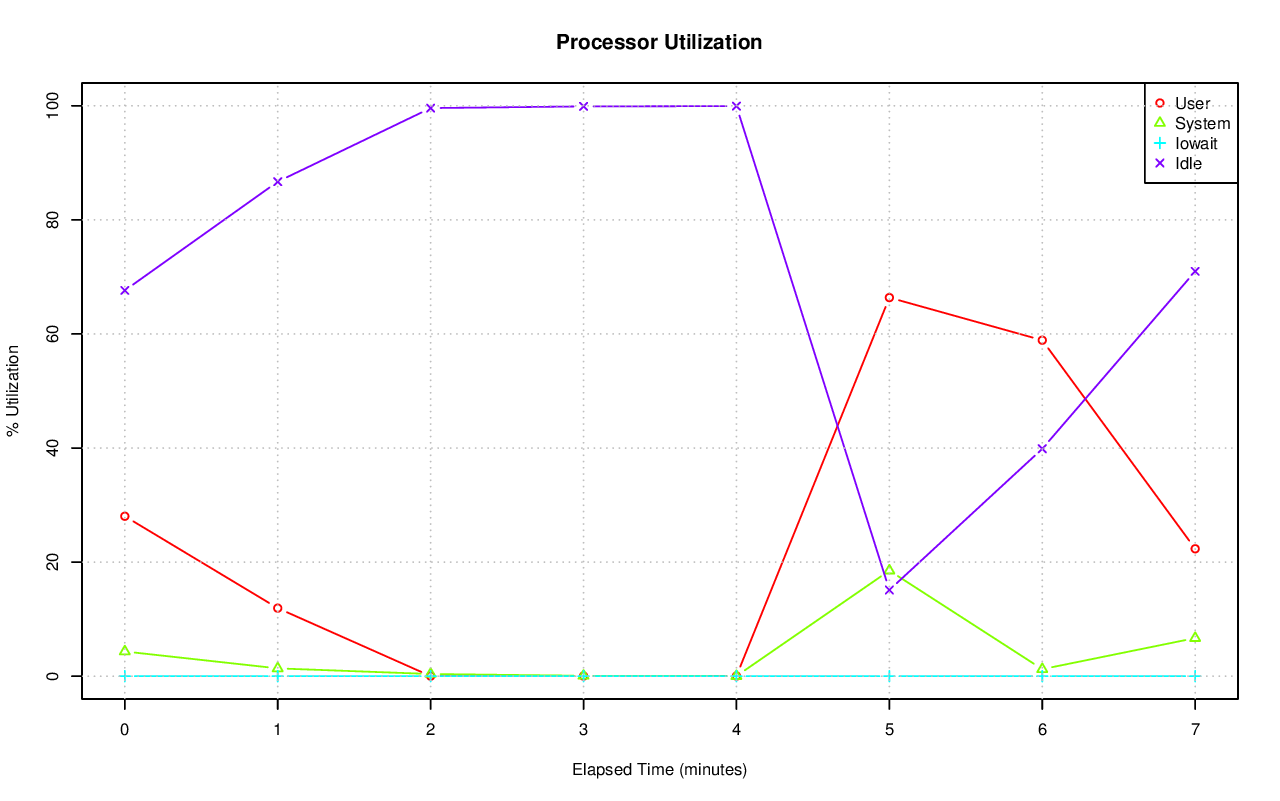 Processor Utilization
% Utilization
100
80
60
40
20
0
User
System
Iowait
Idle
0 1 2 3 4 5 6 7
Elapsed Time (minutes)